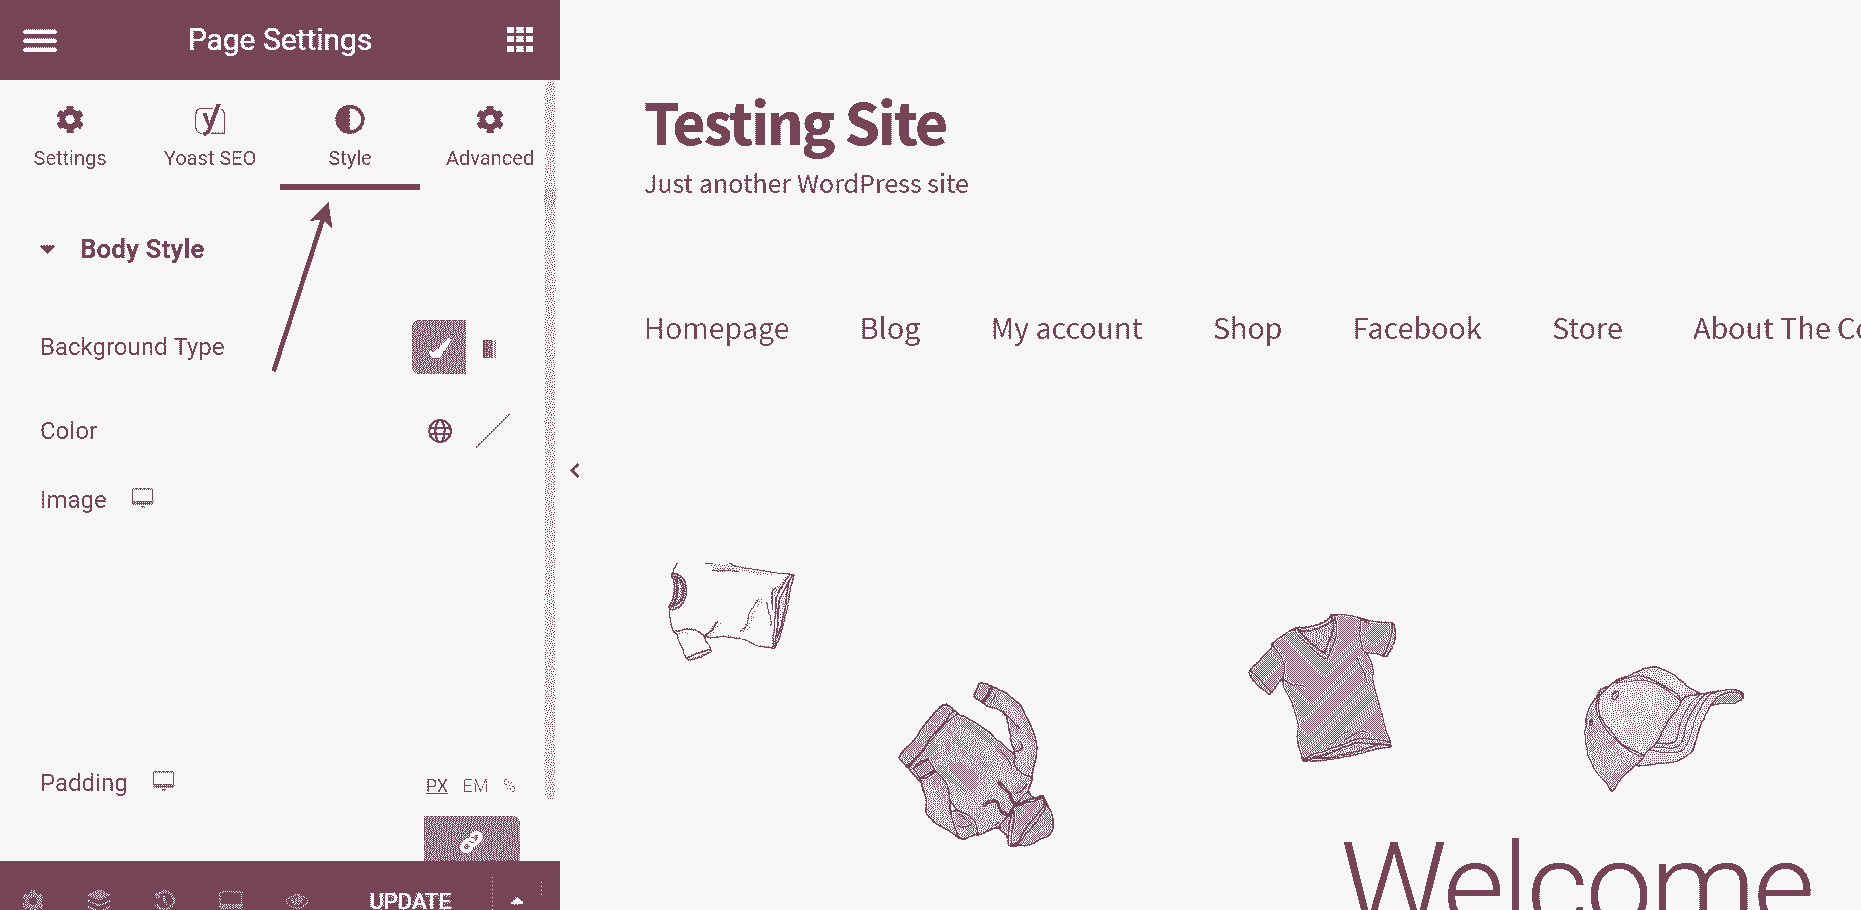 Page Settings
Settings
Yoast SEO
Style
Advanced
Body Style
Background Type
Color
Image
Padding
PX EM %
UPDATE
Testing Site
Just another WordPress site
Homepage Blog My account Shop Facebook Store About The Co
Welcome